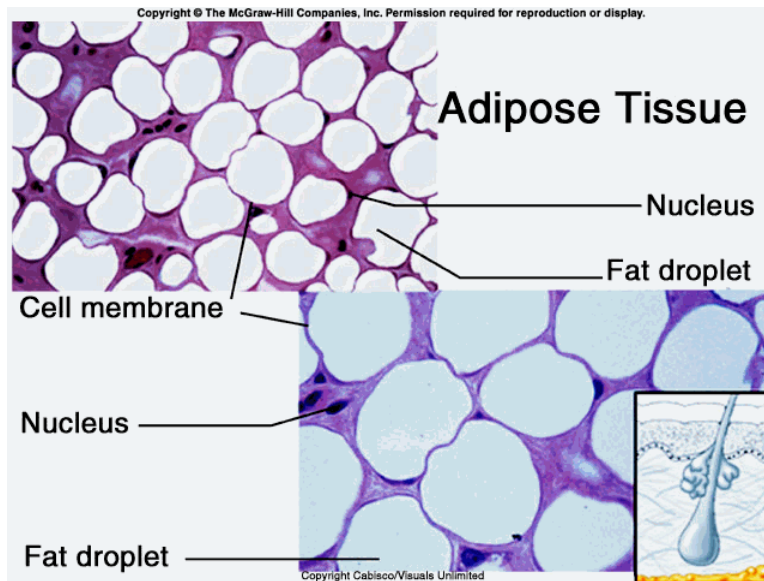 Copyright © The McGraw-Hill Companies, Inc. Permission required for reproduction or display.
Adipose Tissue
Nucleus
Fat droplet
Cell membrane
Nucleus
Fat droplet
Copyright Cabisco/Visuals Unlimited